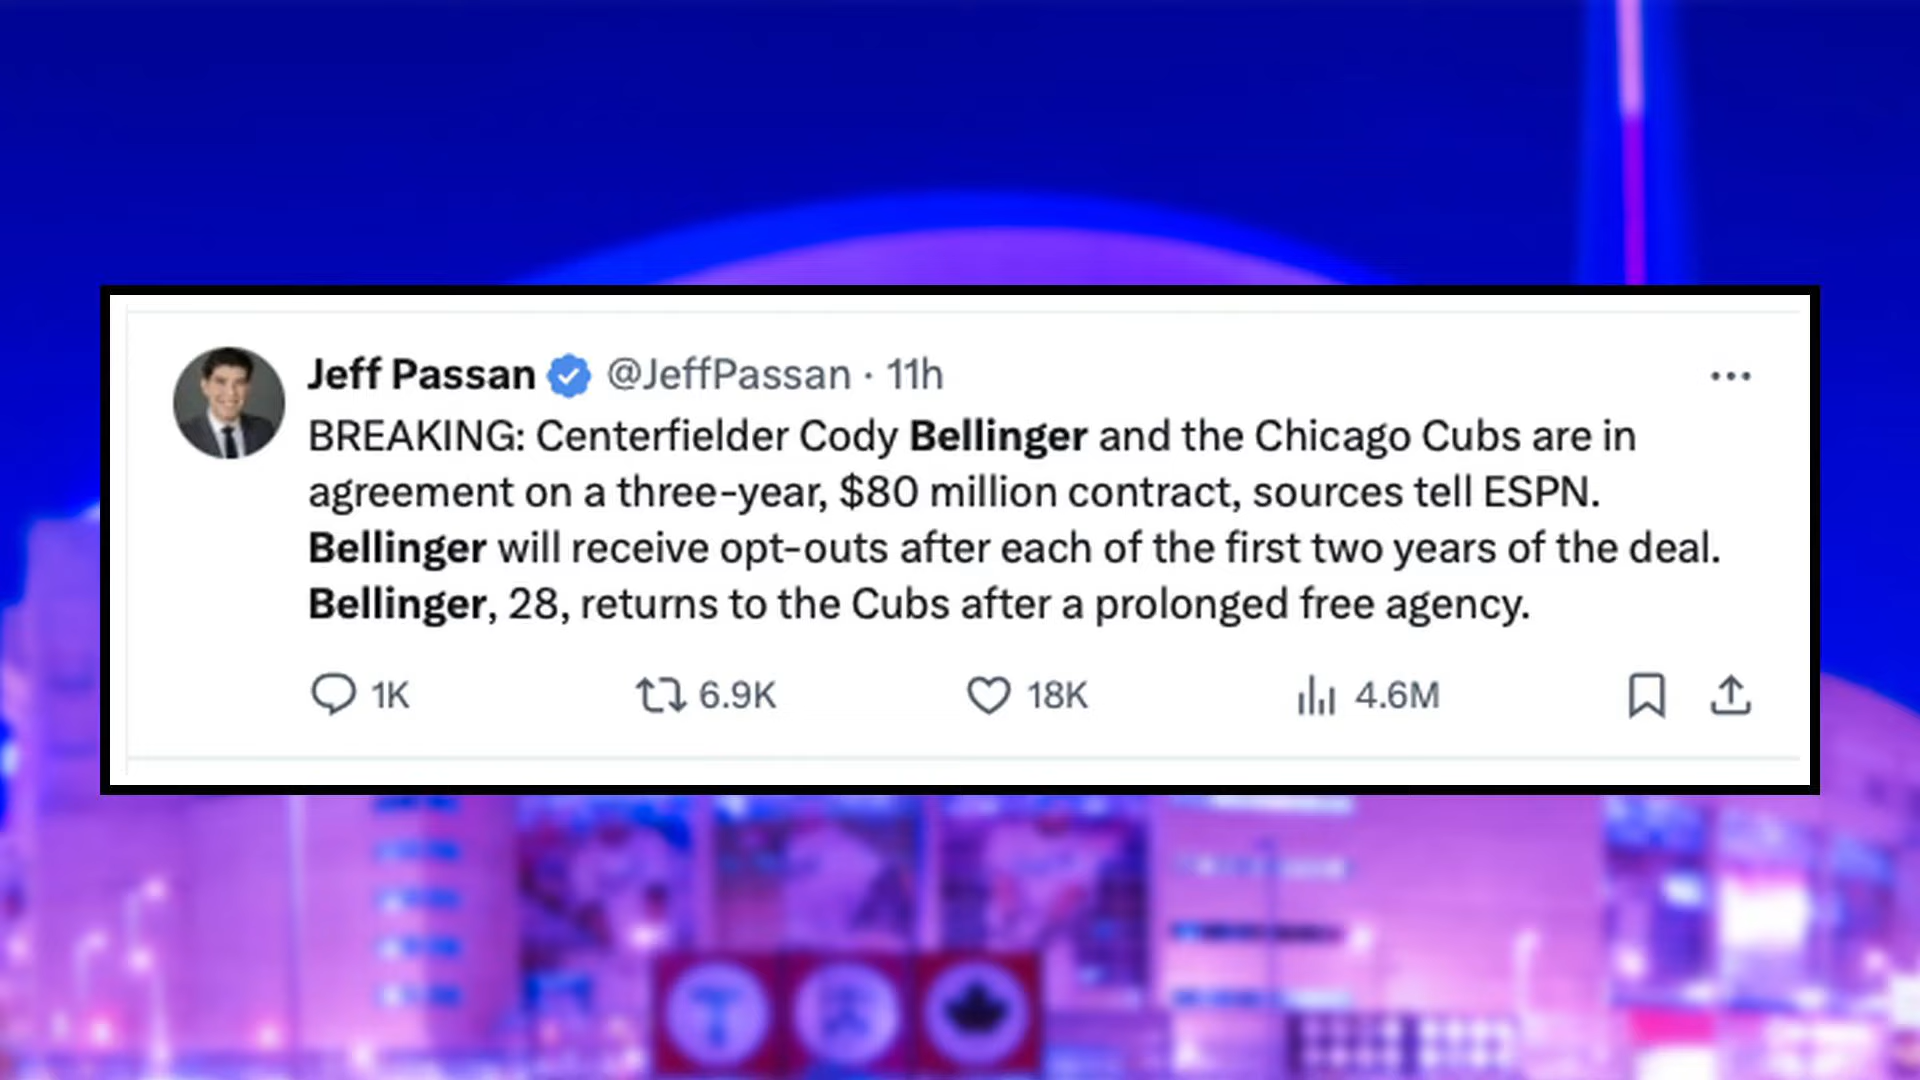 Jeff Passan @JeffPassan · 11h
BREAKING: Centerfielder Cody Bellinger and the Chicago Cubs are in
agreement on a three-year, $80 million contract, sources tell ESPN.
Bellinger will receive opt-outs after each of the first two years of the deal.
Bellinger, 28, returns to the Cubs after a prolonged free agency.
1K 6.9K 18K 4.6M